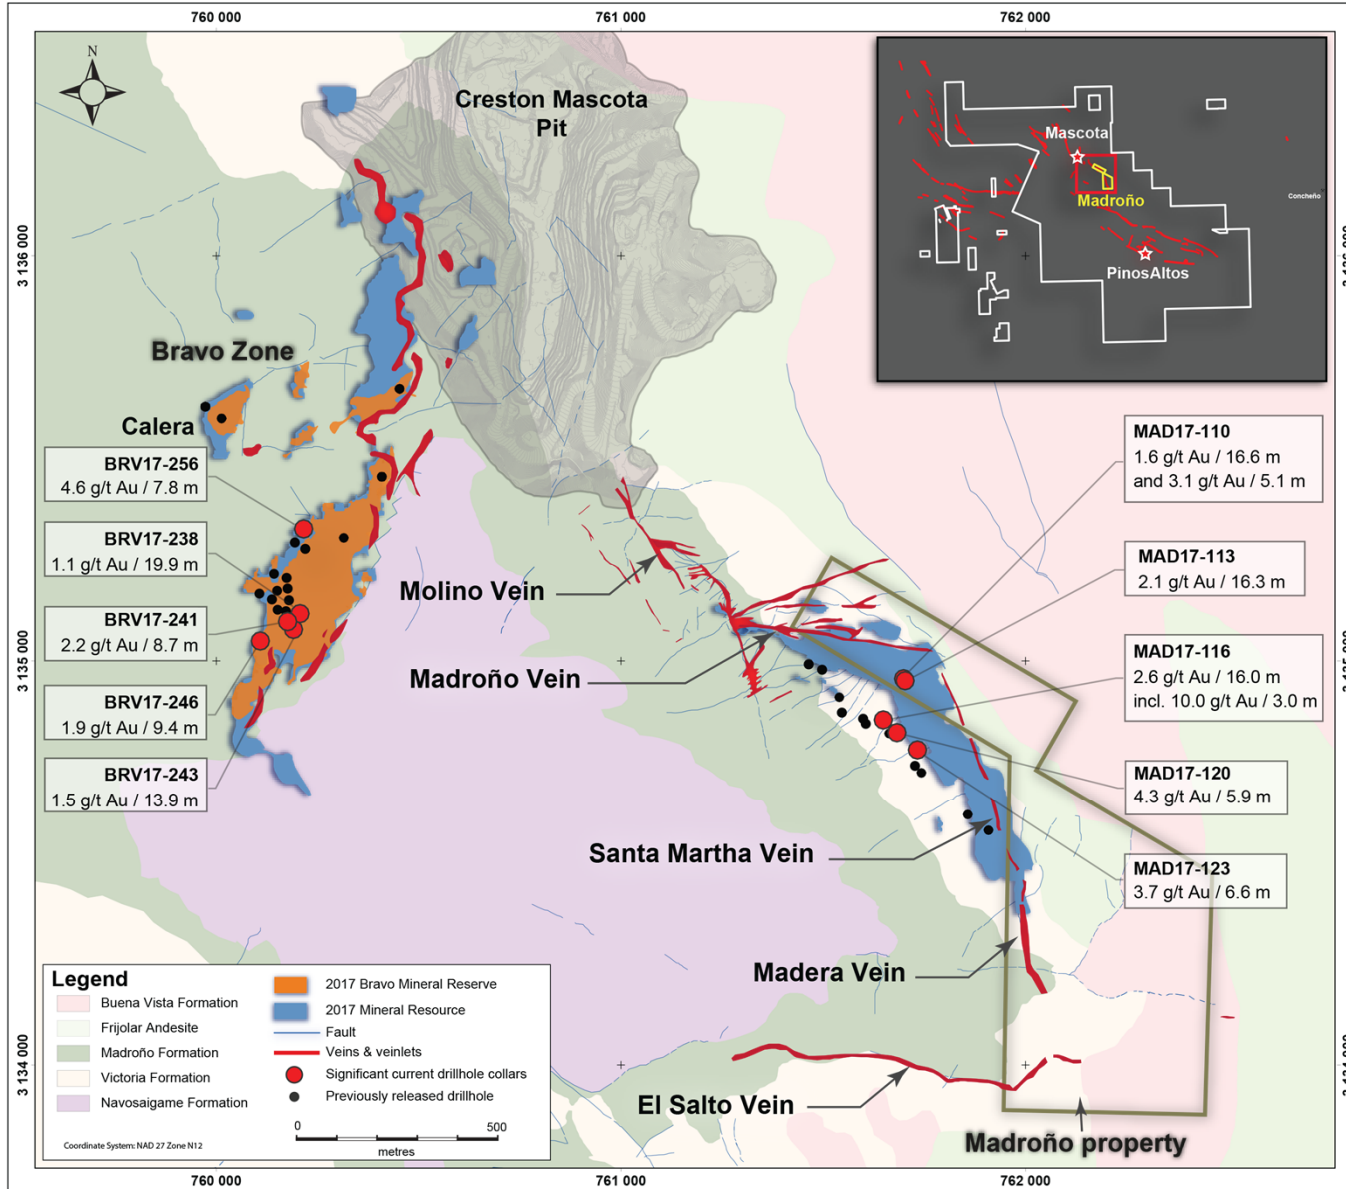 760 000
761 000
762 000
N
Creston Mascota
Pit
Mascota
Madroño
Concheño
PinosAltos
3 136 000
Bravo Zone
Calera
BRV17-256
4.6 g/t Au / 7.8 m
BRV17-238
1.1 g/t Au / 19.9 m
BRV17-241
2.2 g/t Au / 8.7 m
BRV17-246
1.9 g/t Au / 9.4 m
BRV17-243
1.5 g/t Au / 13.9 m
3 135 000
MAD17-110
1.6 g/t Au / 16.6 m
and 3.1 g/t Au / 5.1 m
MAD17-113
2.1 g/t Au / 16.3 m
MAD17-116
2.6 g/t Au / 16.0 m
incl. 10.0 g/t Au / 3.0 m
MAD17-120
4.3 g/t Au / 5.9 m
MAD17-123
3.7 g/t Au / 6.6 m
Molino Vein
Madroño Vein
Santa Martha Vein
Madera Vein
El Salto Vein
Madroño property
3 134 000
Legend
Buena Vista Formation
Frijolar Andesite
Madroño Formation
Victoria Formation
Navosaigame Formation
2017 Bravo Mineral Reserve
2017 Mineral Resource
Fault
Veins & veinlets
Significant current drillhole collars
Previously released drillhole
0
500
metres
Coordinate System: NAD 27 Zone N12
760 000
761 000
762 000